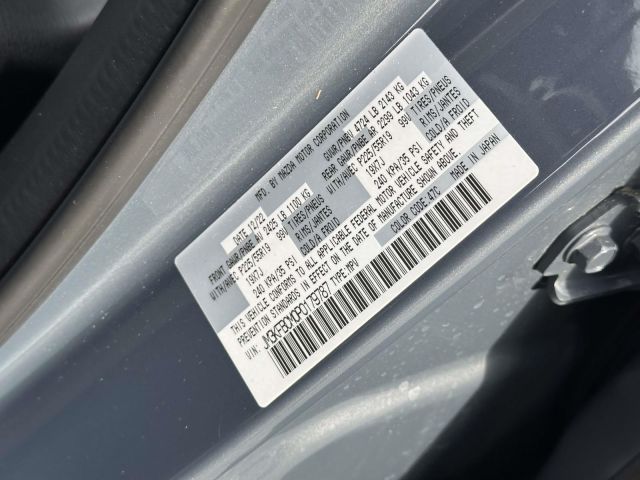 MFG. BY MAZDA MOTOR CORPORATION
DATE 12/22 GVWR/PNBV 4724 LB 2143 KG
FRONT GAWR/PNBE AV 2425 LB 1100 KG REAR GAWR/PNBE AR 2299 LB 1043 KG
WITH/AVEC P225/55R19 99V TIRES/PNEUS WITH/AVEC P225/55R19 99V TIRES/PNEUS
19X7J RIMS/JANTES 19X7J RIMS/JANTES
240 KPA/35 PSI COLD/A FROID 240 KPA/35 PSI COLD/A FROID
THIS VEHICLE CONFORMS TO ALL APPLICABLE FEDERAL MOTOR VEHICLE SAFETY AND THEFT
PREVENTION STANDARDS IN EFFECT ON THE DATE OF MANUFACTURE SHOWN ABOVE.
TYPE:MPV COLOR CODE: 47C MADE IN JAPAN